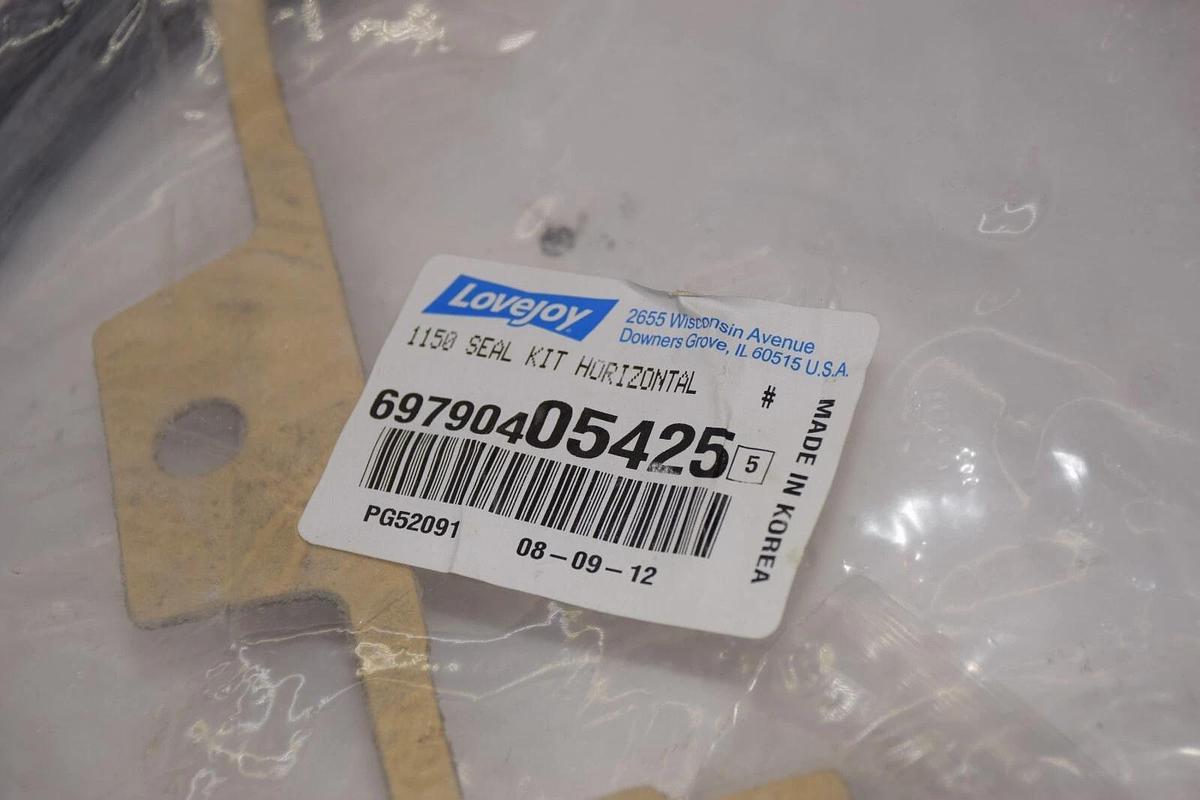 Lovejoy
2655 Wisconsin Avenue
Downers Grove, IL 60515 U.S.A.
1150 SEAL KIT HORIZONTAL
#
69790405425 5
PG52091
08-09-12
MADE IN KOREA